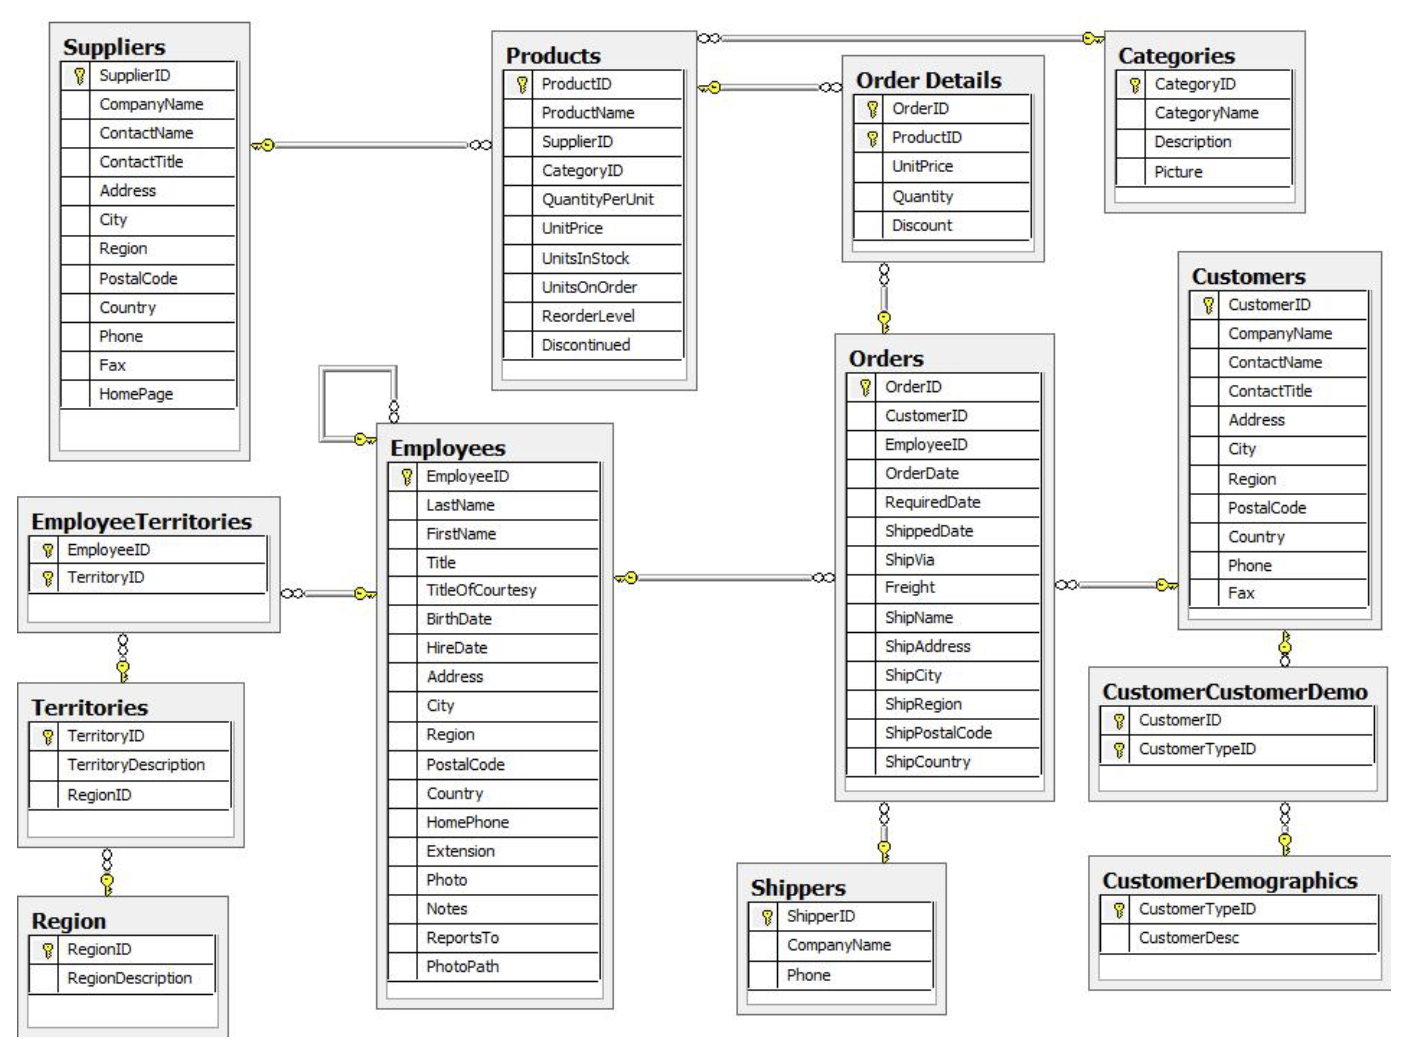 Suppliers
SupplierID
CompanyName
ContactName
ContactTitle
Address
City
Region
PostalCode
Country
Phone
Fax
HomePage
Products
ProductID
ProductName
SupplierID
CategoryID
QuantityPerUnit
UnitPrice
UnitsInStock
UnitsOnOrder
ReorderLevel
Discontinued
Order Details
OrderID
ProductID
UnitPrice
Quantity
Discount
Categories
CategoryID
CategoryName
Description
Picture
Customers
CustomerID
CompanyName
ContactName
ContactTitle
Address
City
Region
PostalCode
Country
Phone
Fax
Orders
OrderID
CustomerID
EmployeeID
OrderDate
RequiredDate
ShippedDate
ShipVia
Freight
ShipName
ShipAddress
ShipCity
ShipRegion
ShipPostalCode
ShipCountry
Employees
EmployeeID
LastName
FirstName
Title
TitleOfCourtesy
BirthDate
HireDate
Address
City
Region
PostalCode
Country
HomePhone
Extension
Photo
Notes
ReportsTo
PhotoPath
EmployeeTerritories
EmployeeID
TerritoryID
Territories
TerritoryID
TerritoryDescription
RegionID
Region
RegionID
RegionDescription
Shippers
ShipperID
CompanyName
Phone
CustomerCustomerDemo
CustomerID
CustomerTypeID
CustomerDemographics
CustomerTypeID
CustomerDesc